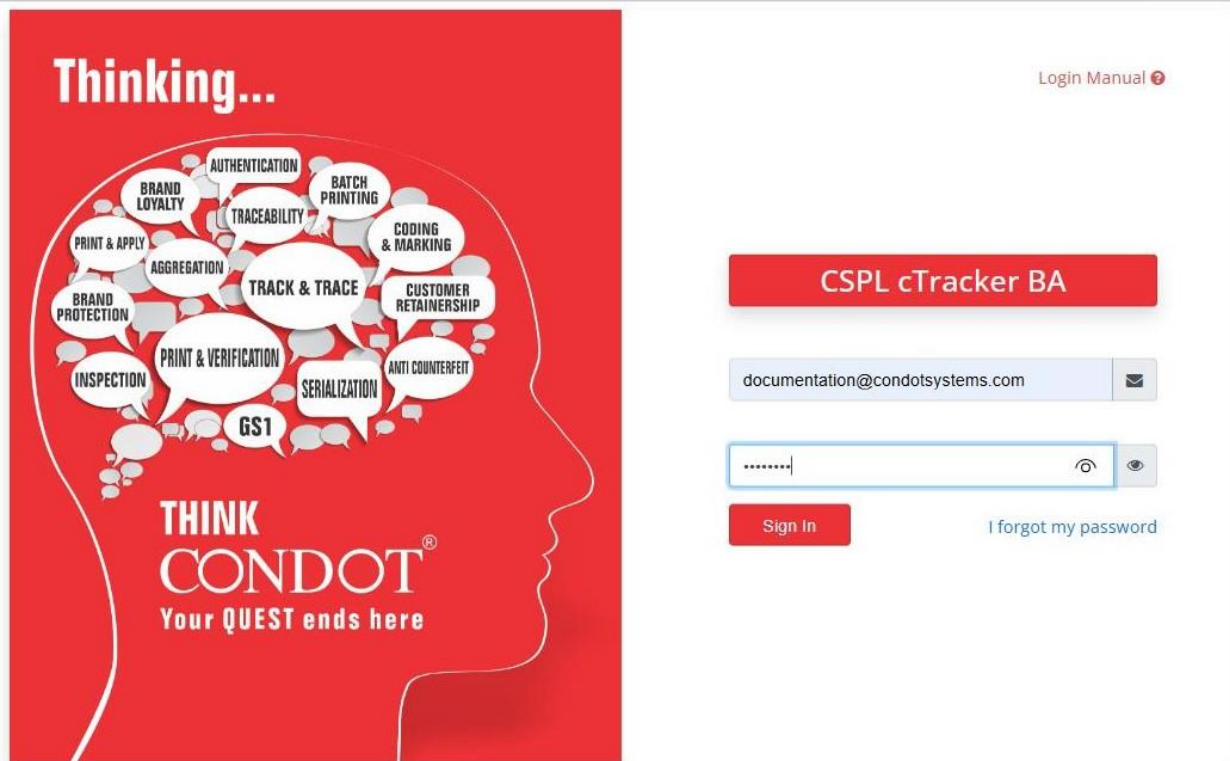 Thinking...
AUTHENTICATION
BRAND
LOYALTY
BATCH
PRINTING
TRACEABILITY
CODING
& MARKING
PRINT & APPLY
AGGREGATION
TRACK & TRACE
CUSTOMER
RETAINERSHIP
BRAND
PROTECTION
PRINT & VERIFICATION
ANTI COUNTERFEIT
INSPECTION
SERIALIZATION
GS1
THINK
CONDOT®
Your QUEST ends here
Login Manual
CSPL cTracker BA
documentation@condotsystems.com
••••••••
Sign In
I forgot my password